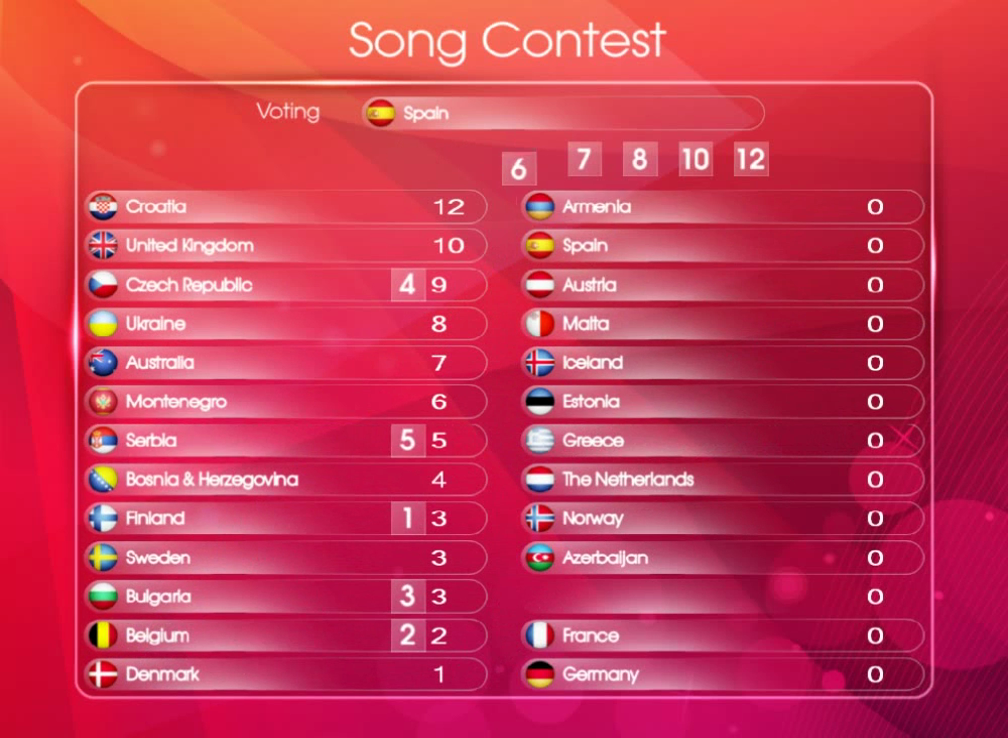 Song Contest
Voting Spain
6 7 8 10 12
Croatia 12
United Kingdom 10
Czech Republic 4 9
Ukraine 8
Australia 7
Montenegro 6
Serbia 5 5
Bosnia & Herzegovina 4
Finland 1 3
Sweden 3
Bulgaria 3 3
Belgium 2 2
Denmark 1
Armenia 0
Spain 0
Austria 0
Malta 0
Iceland 0
Estonia 0
Greece 0
The Netherlands 0
Norway 0
Azerbaijan 0
0
France 0
Germany 0